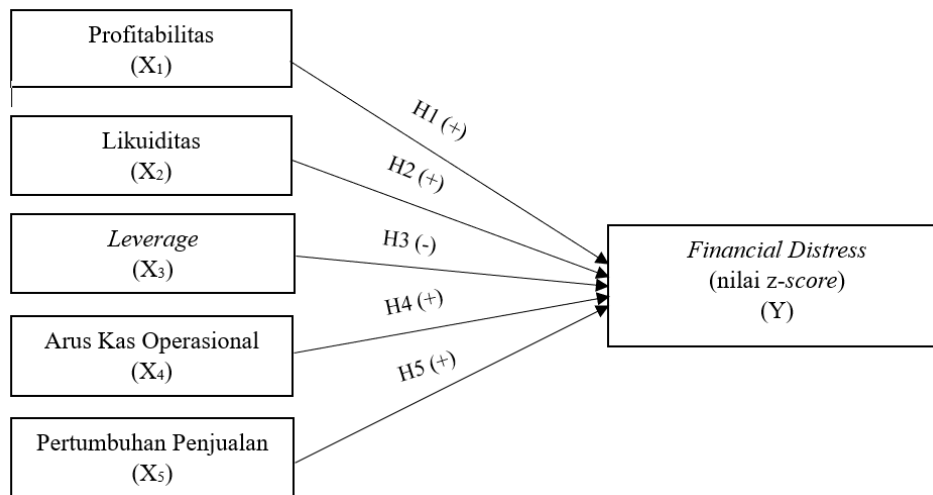 Profitabilitas
(X₁)
H1 (+)
Likuiditas
(X₂)
H2 (+)
Leverage
(X₃)
H3 (-)
Financial Distress
(nilai z-score)
(Y)
H4 (+)
Arus Kas Operasional
(X₄)
H5 (+)
Pertumbuhan Penjualan
(X₅)